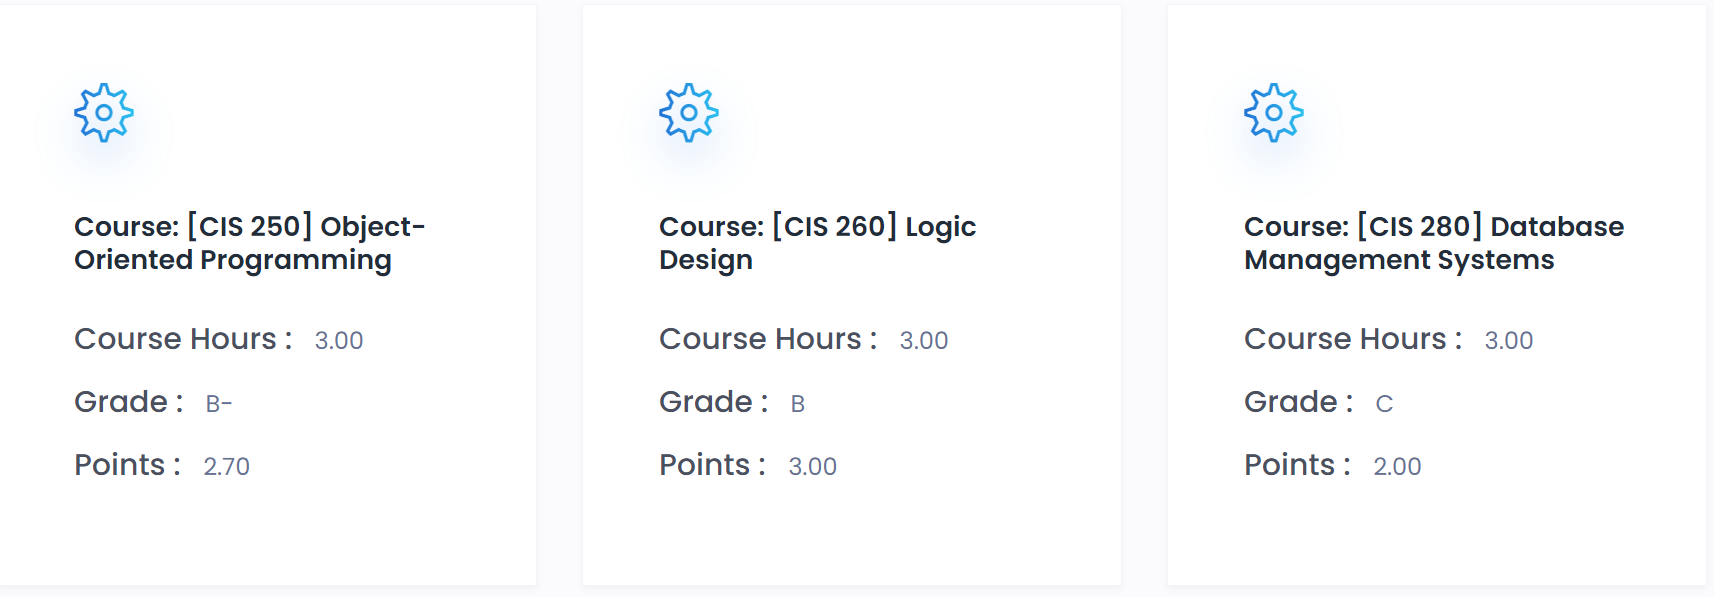 Course: [CIS 250] Object-
Oriented Programming
Course Hours : 3.00
Grade : B-
Points : 2.70
Course: [CIS 260] Logic
Design
Course Hours : 3.00
Grade : B
Points : 3.00
Course: [CIS 280] Database
Management Systems
Course Hours : 3.00
Grade : C
Points : 2.00